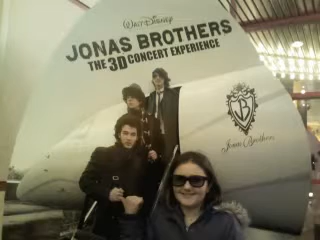 Walt Disney
JONAS BROTHERS
THE 3D CONCERT EXPERIENCE
JB
Jonas Brothers